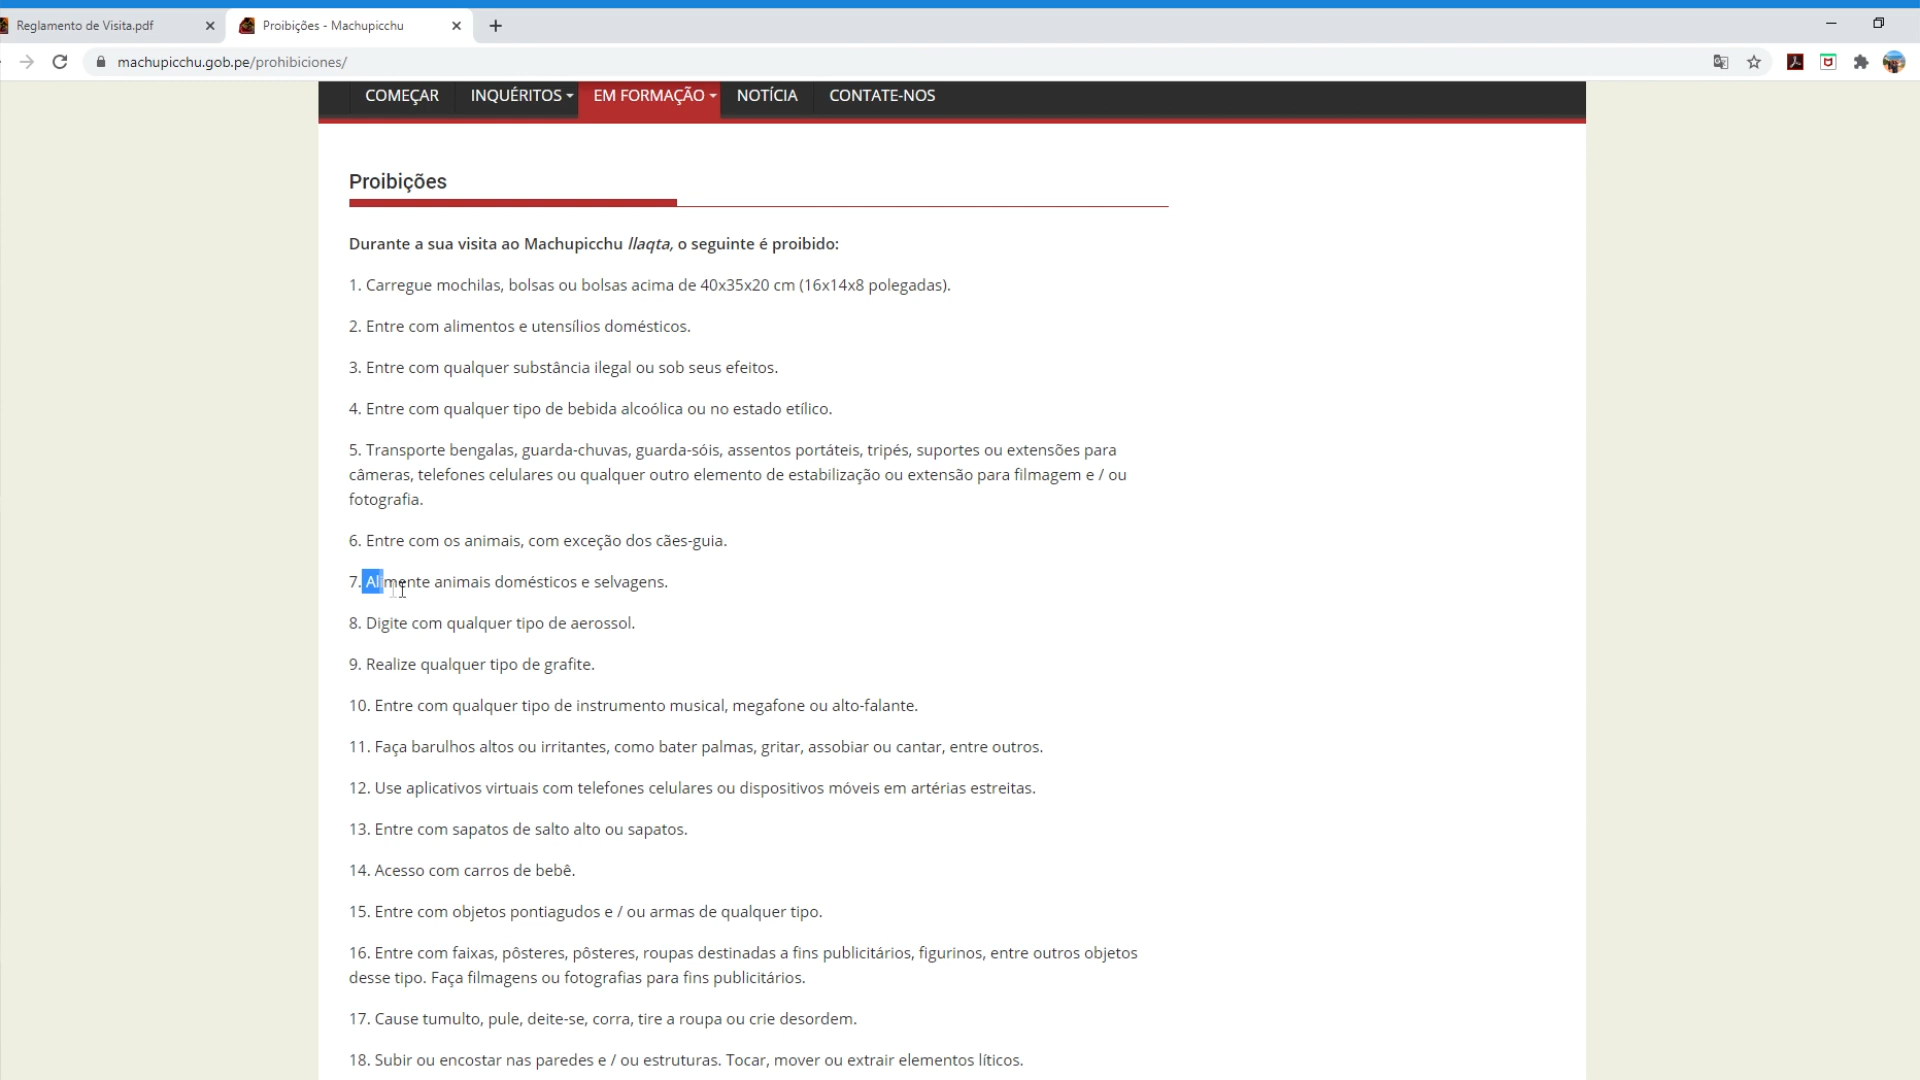 Reglamento de Visita.pdf
Proibições - Machupicchu
machupicchu.gob.pe/prohibiciones/
COMEÇAR INQUÉRITOS EM FORMAÇÃO NOTÍCIA CONTATE-NOS
Proibições
Durante a sua visita ao Machupicchu llaqta, o seguinte é proibido:
1. Carregue mochilas, bolsas ou bolsas acima de 40x35x20 cm (16x14x8 polegadas).
2. Entre com alimentos e utensílios domésticos.
3. Entre com qualquer substância ilegal ou sob seus efeitos.
4. Entre com qualquer tipo de bebida alcoólica ou no estado etílico.
5. Transporte bengalas, guarda-chuvas, guarda-sóis, assentos portáteis, tripés, suportes ou extensões para
câmeras, telefones celulares ou qualquer outro elemento de estabilização ou extensão para filmagem e / ou
fotografia.
6. Entre com os animais, com exceção dos cães-guia.
7. Alimente animais domésticos e selvagens.
8. Digite com qualquer tipo de aerossol.
9. Realize qualquer tipo de grafite.
10. Entre com qualquer tipo de instrumento musical, megafone ou alto-falante.
11. Faça barulhos altos ou irritantes, como bater palmas, gritar, assobiar ou cantar, entre outros.
12. Use aplicativos virtuais com telefones celulares ou dispositivos móveis em artérias estreitas.
13. Entre com sapatos de salto alto ou sapatos.
14. Acesso com carros de bebê.
15. Entre com objetos pontiagudos e / ou armas de qualquer tipo.
16. Entre com faixas, pôsteres, pôsteres, roupas destinadas a fins publicitários, figurinos, entre outros objetos
desse tipo. Faça filmagens ou fotografias para fins publicitários.
17. Cause tumulto, pule, deite-se, corra, tire a roupa ou crie desordem.
18. Subir ou encostar nas paredes e / ou estruturas. Tocar, mover ou extrair elementos líticos.